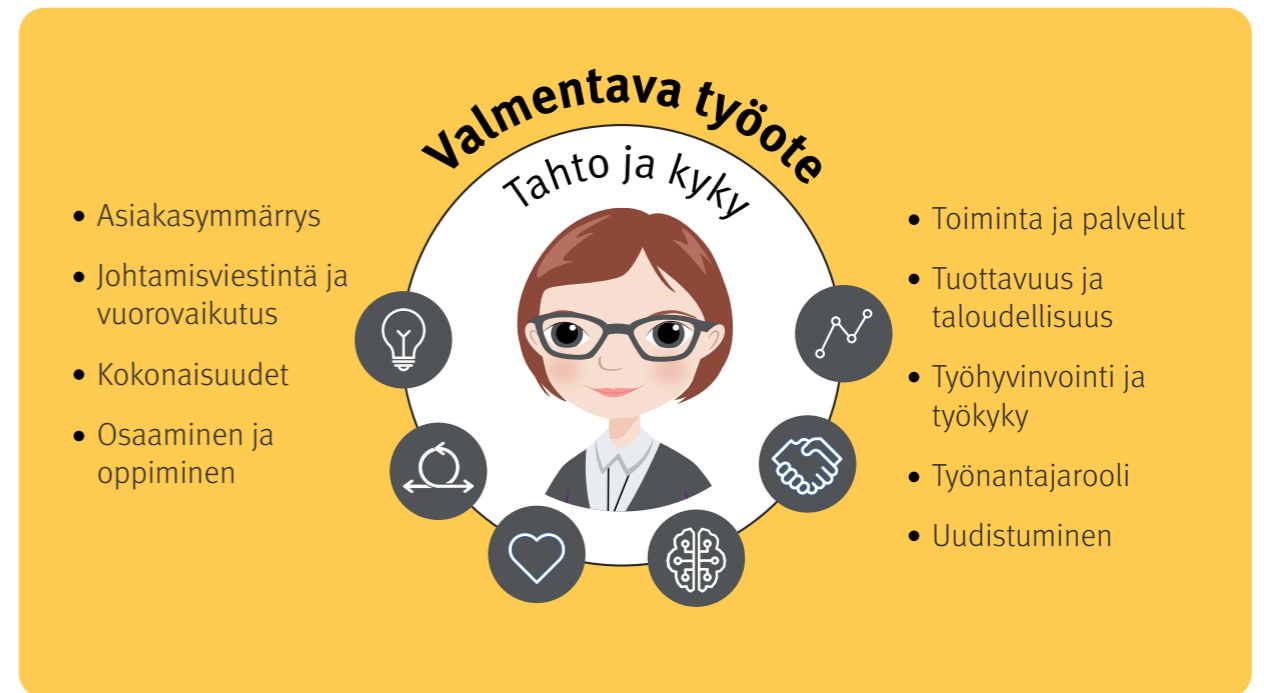 Valmentava työote
Tahto ja kyky
• Asiakasymmärrys
• Johtamisviestintä ja
vuorovaikutus
• Kokonaisuudet
• Osaaminen ja
oppiminen
• Toiminta ja palvelut
• Tuottavuus ja
taloudellisuus
• Työhyvinvointi ja
työkyky
• Työnantajarooli
• Uudistuminen